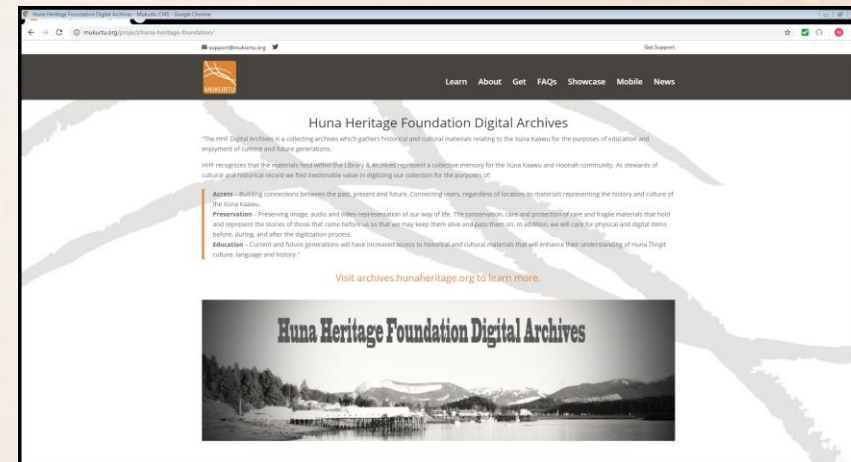 Huna Heritage Foundation Digital Archives - Mukurtu CMS - Google Chrome
mukurtu.org/project/huna-heritage-foundation/
support@mukurtu.org
Get Support
MUKURTU
Learn About Get FAQs Showcase Mobile News
Huna Heritage Foundation Digital Archives
"The HHF Digital Archives is a collecting archives which gathers historical and cultural materials relating to the Xúna Kaawu for the purposes of education and
enjoyment of current and future generations.
HHF recognizes that the materials held within the Library & Archives represent a collective memory for the Xúna Kaawu and Hoonah community. As stewards of
cultural and historical record we find inestimable value in digitizing our collection for the purposes of:
Access – Building connections between the past, present and future. Connecting users, regardless of location, to materials representing the history and culture of
the Xúna Kaawu.
Preservation – Preserving image, audio and video representation of our way of life. The conservation, care and protection of rare and fragile materials that hold
and represent the stories of those that came before us so that we may keep them alive and pass them on. In addition, we will care for physical and digital items
before, during, and after the digitization process.
Education – Current and future generations will have increased access to historical and cultural materials that will enhance their understanding of Huna Tlingit
culture, language and history."
Visit archives.hunaheritage.org to learn more.
Huna Heritage Foundation Digital Archives